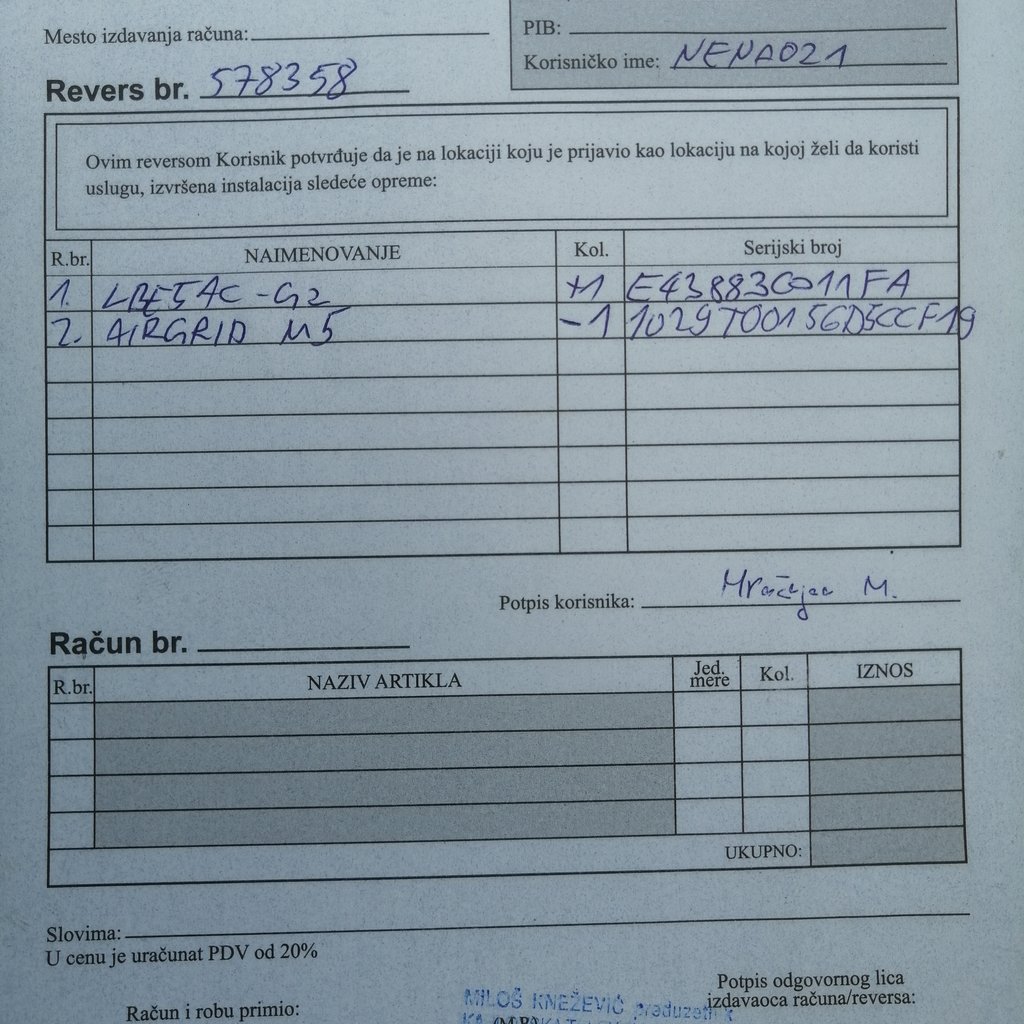 Mesto izdavanja računa:
PIB:
Korisničko ime: NENA021
Revers br. 578358
Ovim reversom Korisnik potvrđuje da je na lokaciji koju je prijavio kao lokaciju na kojoj želi da koristi
uslugu, izvršena instalacija sledeće opreme:
R.br. NAIMENOVANJE Kol. Serijski broj
1. LBE5AC-G2 +1 E43883C011FA
2. AIRGRID M5 -1 1029T00156D5CCF19
Potpis korisnika: M.
Račun br.
R.br. NAZIV ARTIKLA Jed. mere Kol. IZNOS
UKUPNO:
Slovima:
U cenu je uračunat PDV od 20%
Potpis odgovornog lica
izdavaoca računa/reversa:
Račun i robu primio:
MILOŠ KNEŽEVIĆ